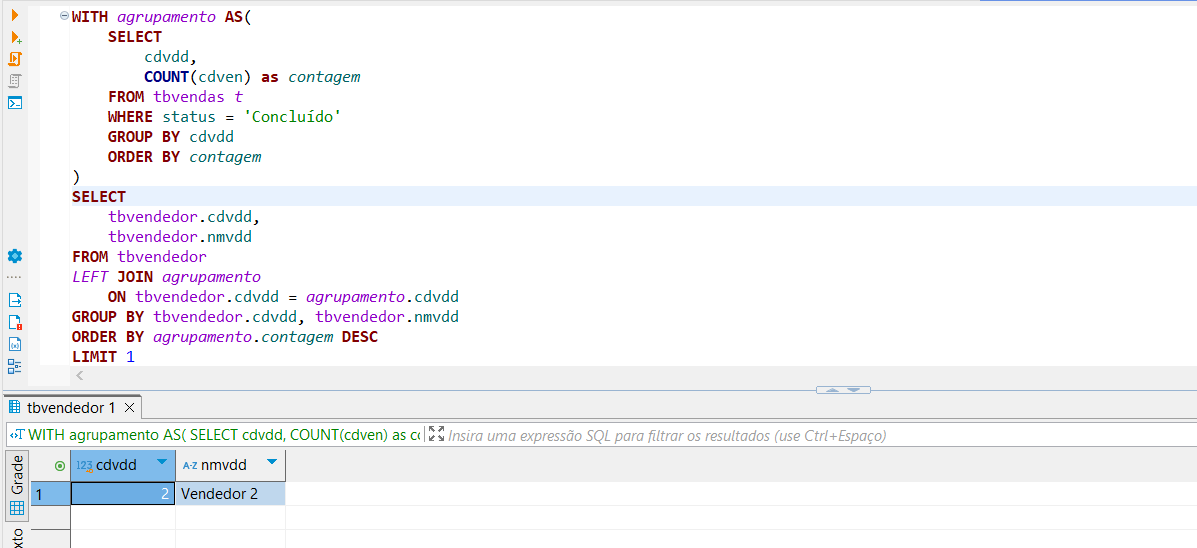 WITH agrupamento AS(
SELECT
cdvdd,
COUNT(cdven) as contagem
FROM tbvendas t
WHERE status = 'Concluído'
GROUP BY cdvdd
ORDER BY contagem
)
SELECT
tbvendedor.cdvdd,
tbvendedor.nmvdd
FROM tbvendedor
LEFT JOIN agrupamento
ON tbvendedor.cdvdd = agrupamento.cdvdd
GROUP BY tbvendedor.cdvdd, tbvendedor.nmvdd
ORDER BY agrupamento.contagem DESC
LIMIT 1
tbvendedor 1
WITH agrupamento AS( SELECT cdvdd, COUNT(cdven) as co Insira uma expressão SQL para filtrar os resultados (use Ctrl+Espaço)
Grade
123 cdvdd A-Z nmvdd
1 2 Vendedor 2
xto